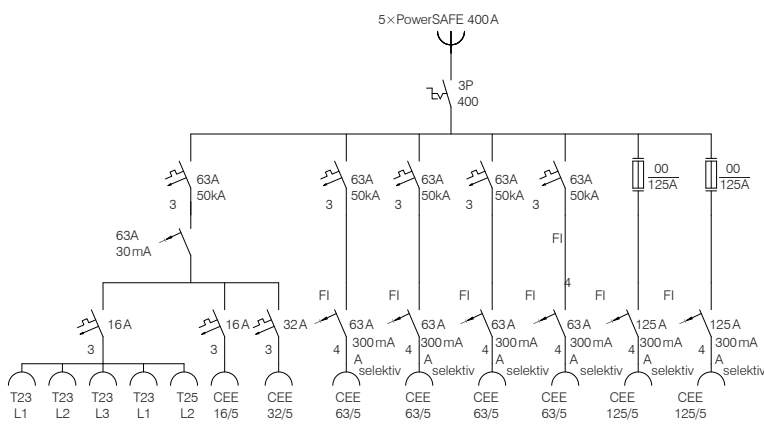 5×PowerSAFE 400A
3P
400
63A
50kA
3
63A
50kA
3
63A
50kA
3
63A
50kA
3
63A
50kA
3
00
125A
00
125A
63A
30mA
FI
4
16A
3
16A
3
32A
3
FI
63A
300mA
4
A
selektiv
FI
63A
300mA
4
A
selektiv
FI
63A
300mA
4
A
selektiv
FI
63A
300mA
4
A
selektiv
FI
125A
300mA
4
A
selektiv
FI
125A
300mA
4
A
selektiv
T23
L1
T23
L2
T23
L3
T23
L1
T25
L2
CEE
16/5
CEE
32/5
CEE
63/5
CEE
63/5
CEE
63/5
CEE
63/5
CEE
125/5
CEE
125/5